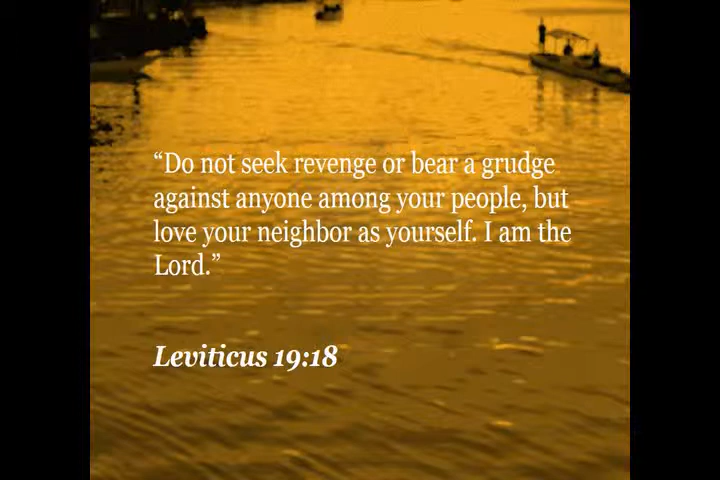 “Do not seek revenge or bear a grudge
against anyone among your people, but
love your neighbor as yourself. I am the
Lord.”
Leviticus 19:18